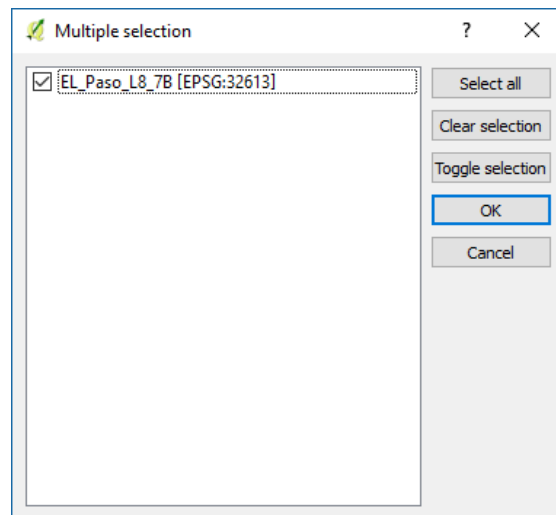 Multiple selection
EL_Paso_L8_7B [EPSG:32613]
Select all
Clear selection
Toggle selection
OK
Cancel